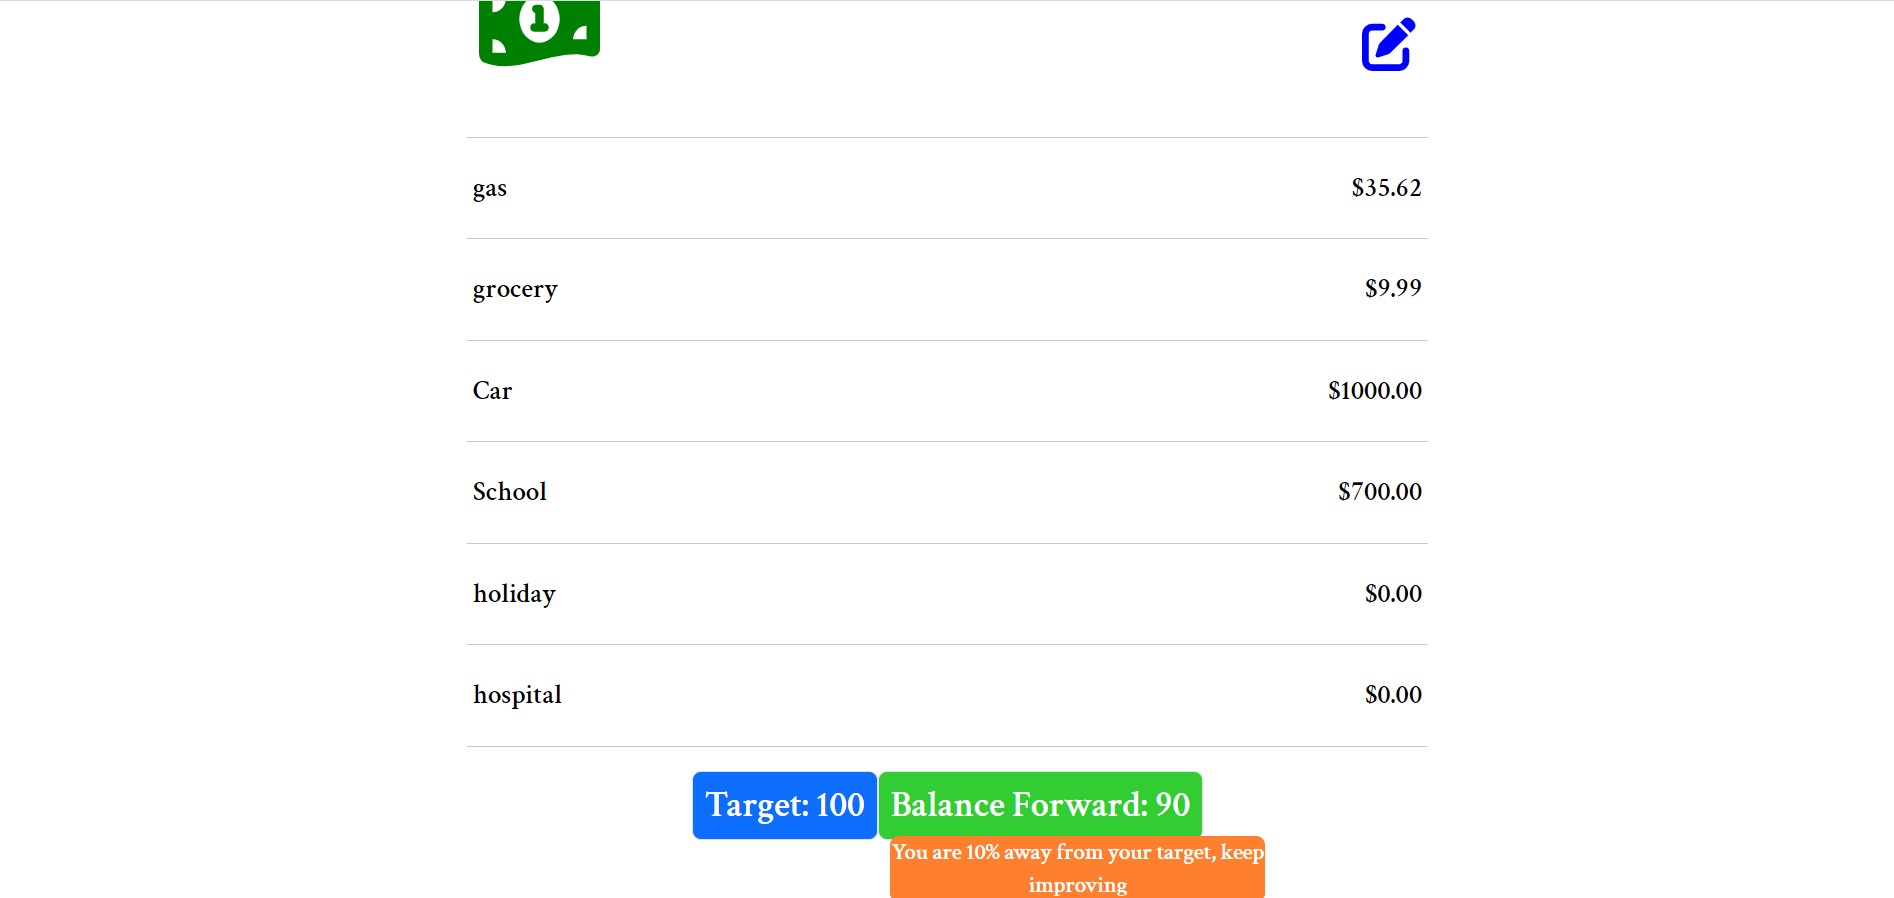 1
gas $35.62
grocery $9.99
Car $1000.00
School $700.00
holiday $0.00
hospital $0.00
Target: 100 Balance Forward: 90
You are 10% away from your target, keep
improving